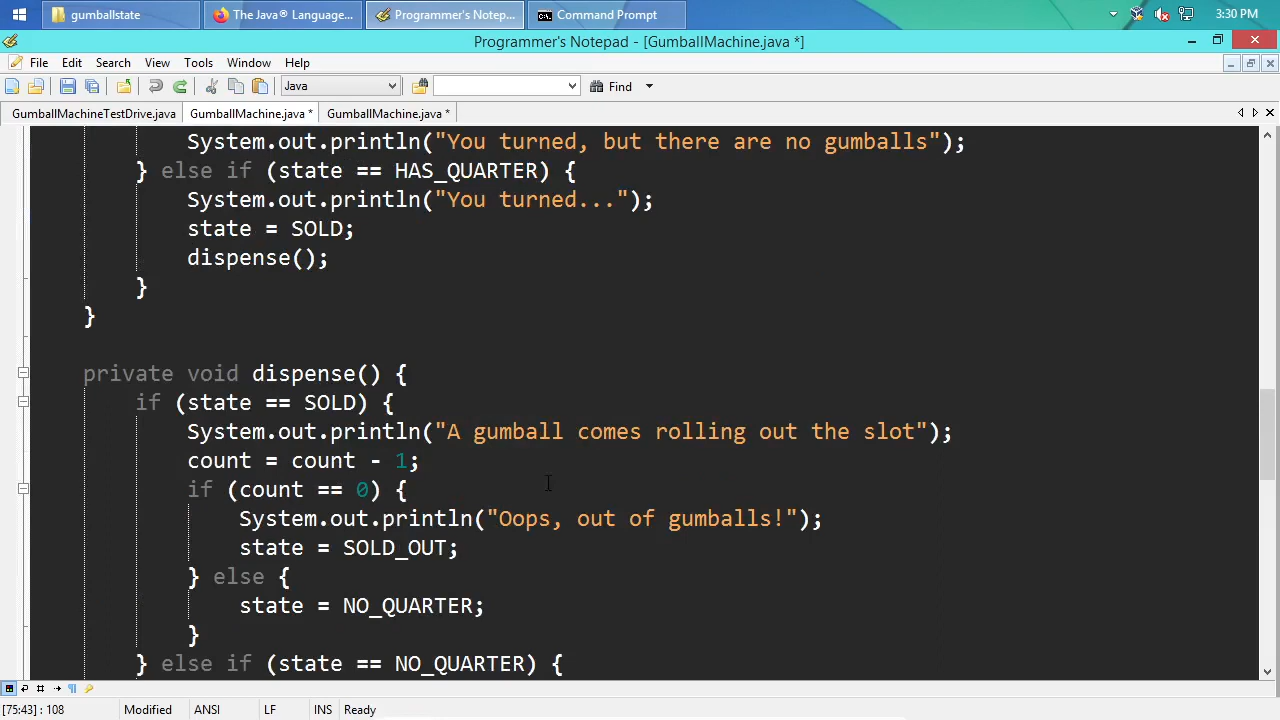 gumballstate
The Java® Language...
Programmer's Notep...
Command Prompt
3:30 PM
Programmer's Notepad - [GumballMachine.java *]
File Edit Search View Tools Window Help
Java
Find
GumballMachineTestDrive.java
GumballMachine.java *
GumballMachine.java *
System.out.println("You turned, but there are no gumballs");
} else if (state == HAS_QUARTER) {
System.out.println("You turned...");
state = SOLD;
dispense();
}
}
private void dispense() {
if (state == SOLD) {
System.out.println("A gumball comes rolling out the slot");
count = count - 1;
if (count == 0) {
System.out.println("Oops, out of gumballs!");
state = SOLD_OUT;
} else {
state = NO_QUARTER;
}
} else if (state == NO_QUARTER) {
[75:43] : 108 Modified ANSI LF INS Ready